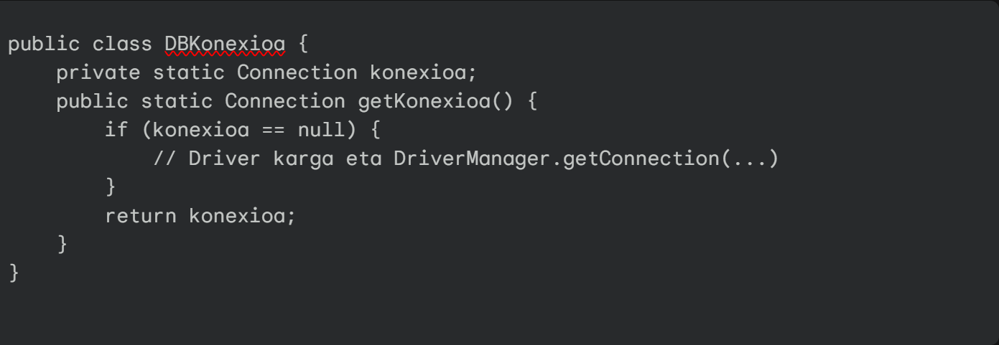 public class DBKonexioa {
    private static Connection konexioa;
    public static Connection getKonexioa() {
        if (konexioa == null) {
            // Driver karga eta DriverManager.getConnection(...)
        }
        return konexioa;
    }
}